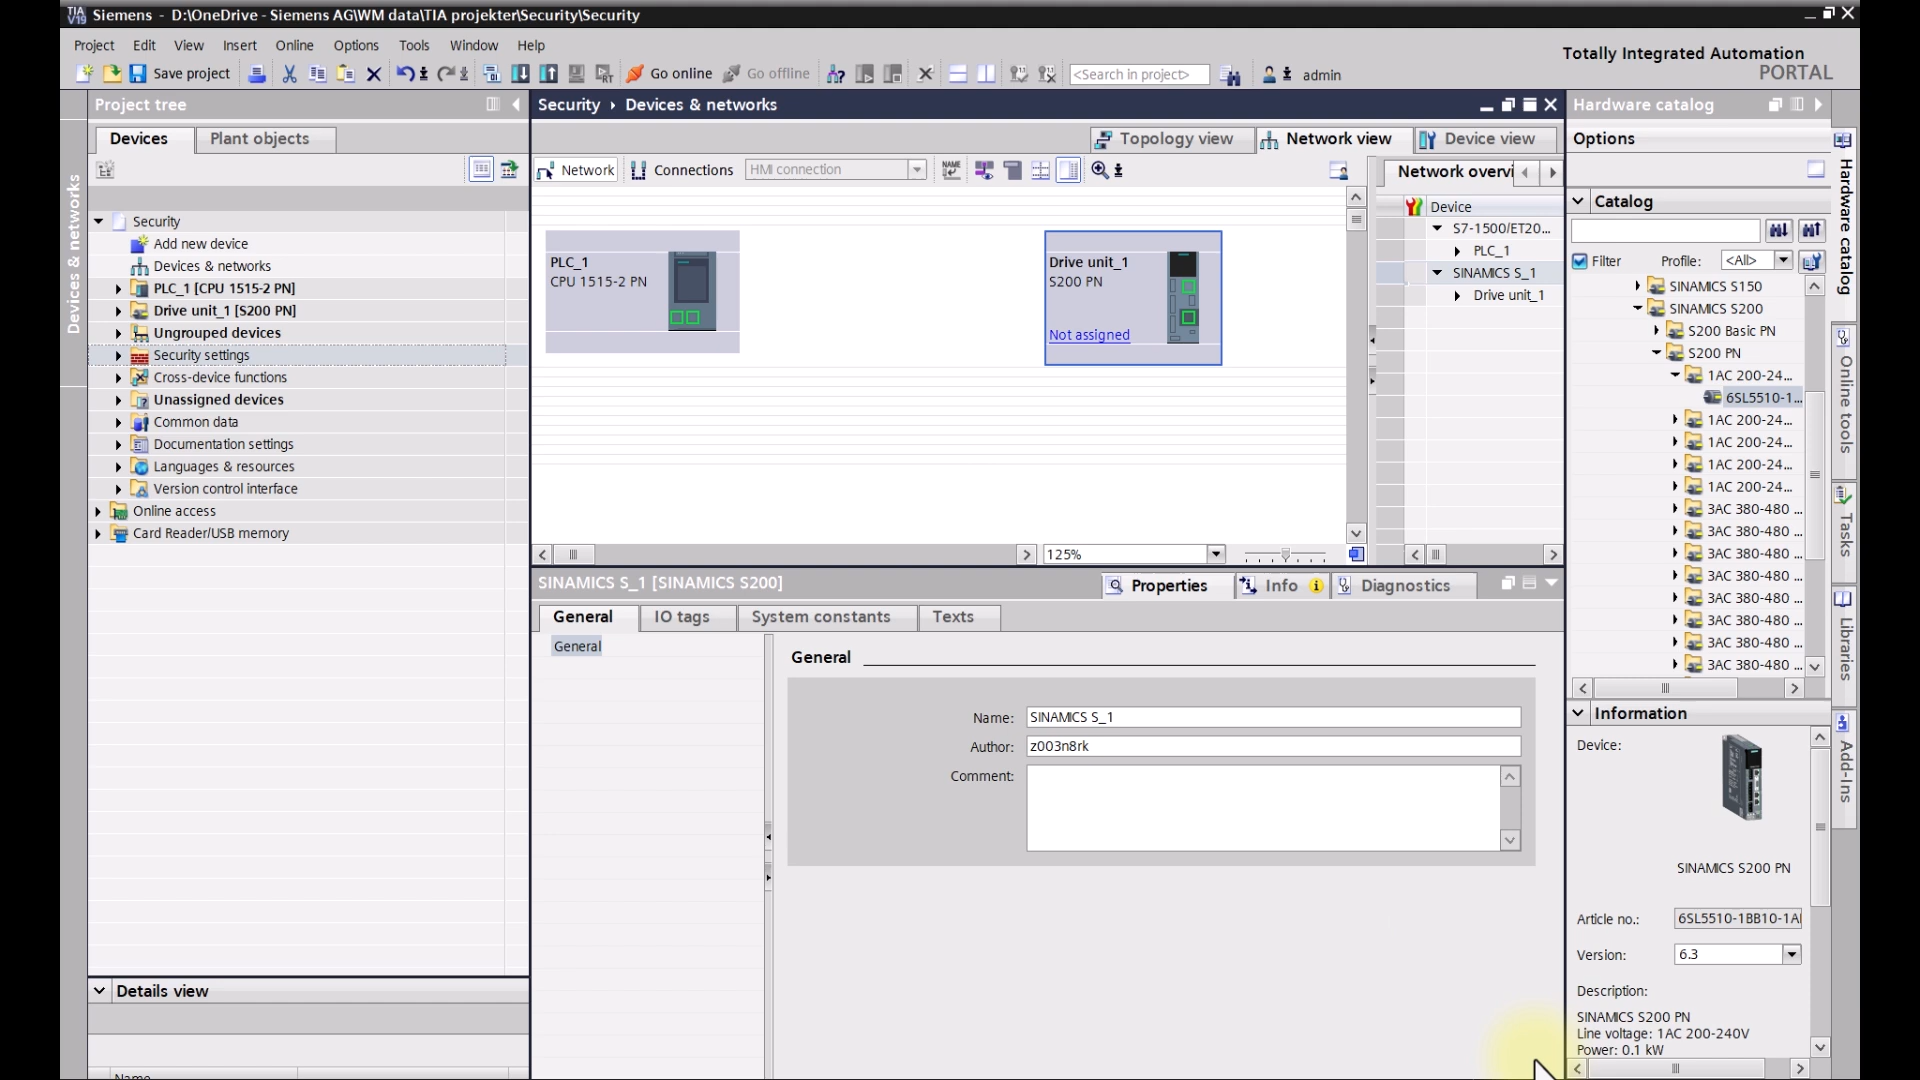 TIA V19 Siemens - D:\OneDrive - Siemens AG\WM data\TIA projekter\Security\Security
Project Edit View Insert Online Options Tools Window Help
Totally Integrated Automation
PORTAL
Save project Go online Go offline <Search in project> admin
Project tree
Devices Plant objects
Devices & networks
Security
Add new device
Devices & networks
PLC_1 [CPU 1515-2 PN]
Drive unit_1 [S200 PN]
Ungrouped devices
Security settings
Cross-device functions
Unassigned devices
Common data
Documentation settings
Languages & resources
Version control interface
Online access
Card Reader/USB memory
Details view
Name
Security Devices & networks
Topology view Network view Device view
Network Connections HMI connection
NAME
PLC_1
CPU 1515-2 PN
Drive unit_1
S200 PN
Not assigned
125%
Network overvi
Device
S7-1500/ET20...
PLC_1
SINAMICS S_1
Drive unit_1
SINAMICS S_1 [SINAMICS S200]
Properties Info Diagnostics
General IO tags System constants Texts
General
General
Name: SINAMICS S_1
Author: z003n8rk
Comment:
Hardware catalog
Options
Catalog
Filter Profile: <All>
SINAMICS S150
SINAMICS S200
S200 Basic PN
S200 PN
1AC 200-24...
6SL5510-1...
1AC 200-24...
1AC 200-24...
1AC 200-24...
1AC 200-24...
3AC 380-480 ...
3AC 380-480 ...
3AC 380-480 ...
3AC 380-480 ...
3AC 380-480 ...
3AC 380-480 ...
3AC 380-480 ...
3AC 380-480 ...
Information
Device:
SINAMICS S200 PN
Article no.: 6SL5510-1BB10-1A
Version: 6.3
Description:
SINAMICS S200 PN
Line voltage: 1AC 200-240V
Power: 0.1 kW
Hardware catalog
Online tools
Tasks
Libraries
Add-Ins